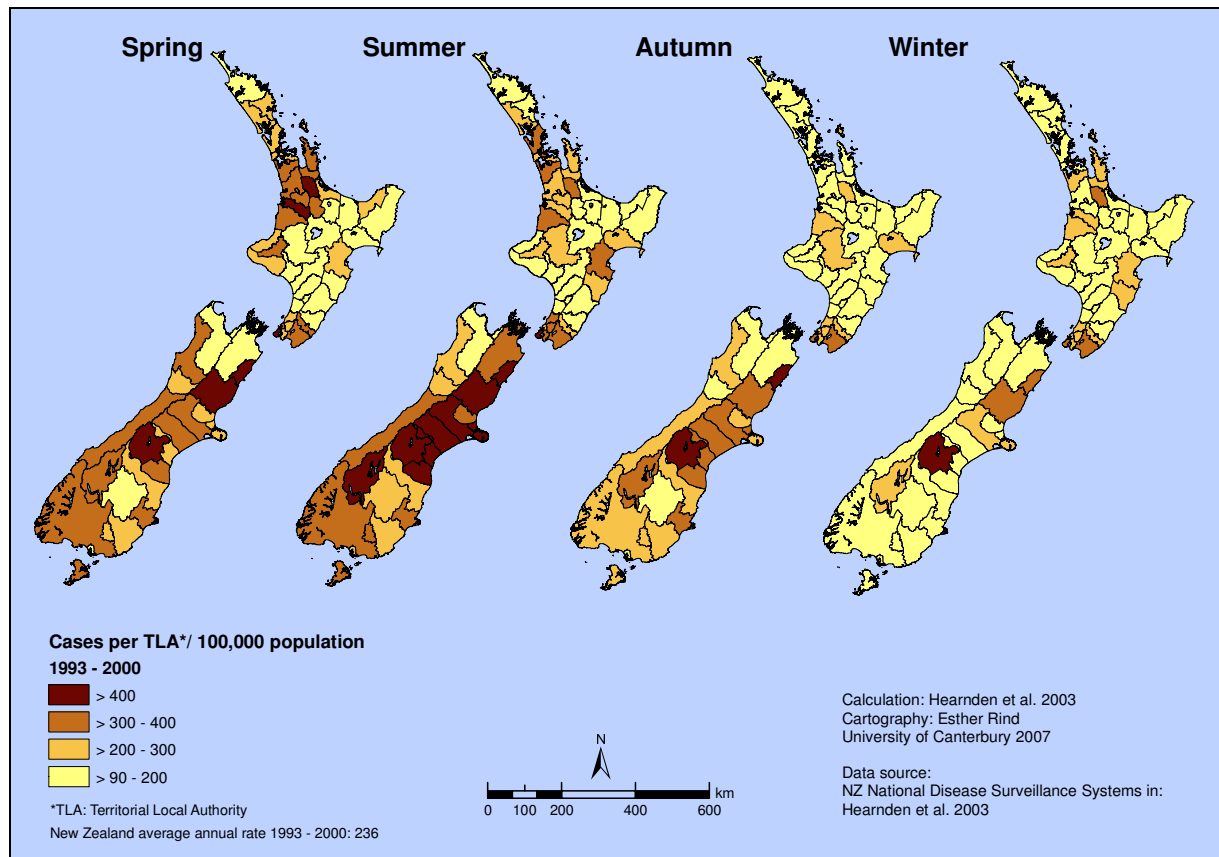 Spring Summer Autumn Winter
Cases per TLA*/ 100,000 population
1993 - 2000
> 400
> 300 - 400
> 200 - 300
> 90 - 200
*TLA: Territorial Local Authority
New Zealand average annual rate 1993 - 2000: 236
N
km
0 100 200 400 600
Calculation: Hearnden et al. 2003
Cartography: Esther Rind
University of Canterbury 2007
Data source:
NZ National Disease Surveillance Systems in:
Hearnden et al. 2003